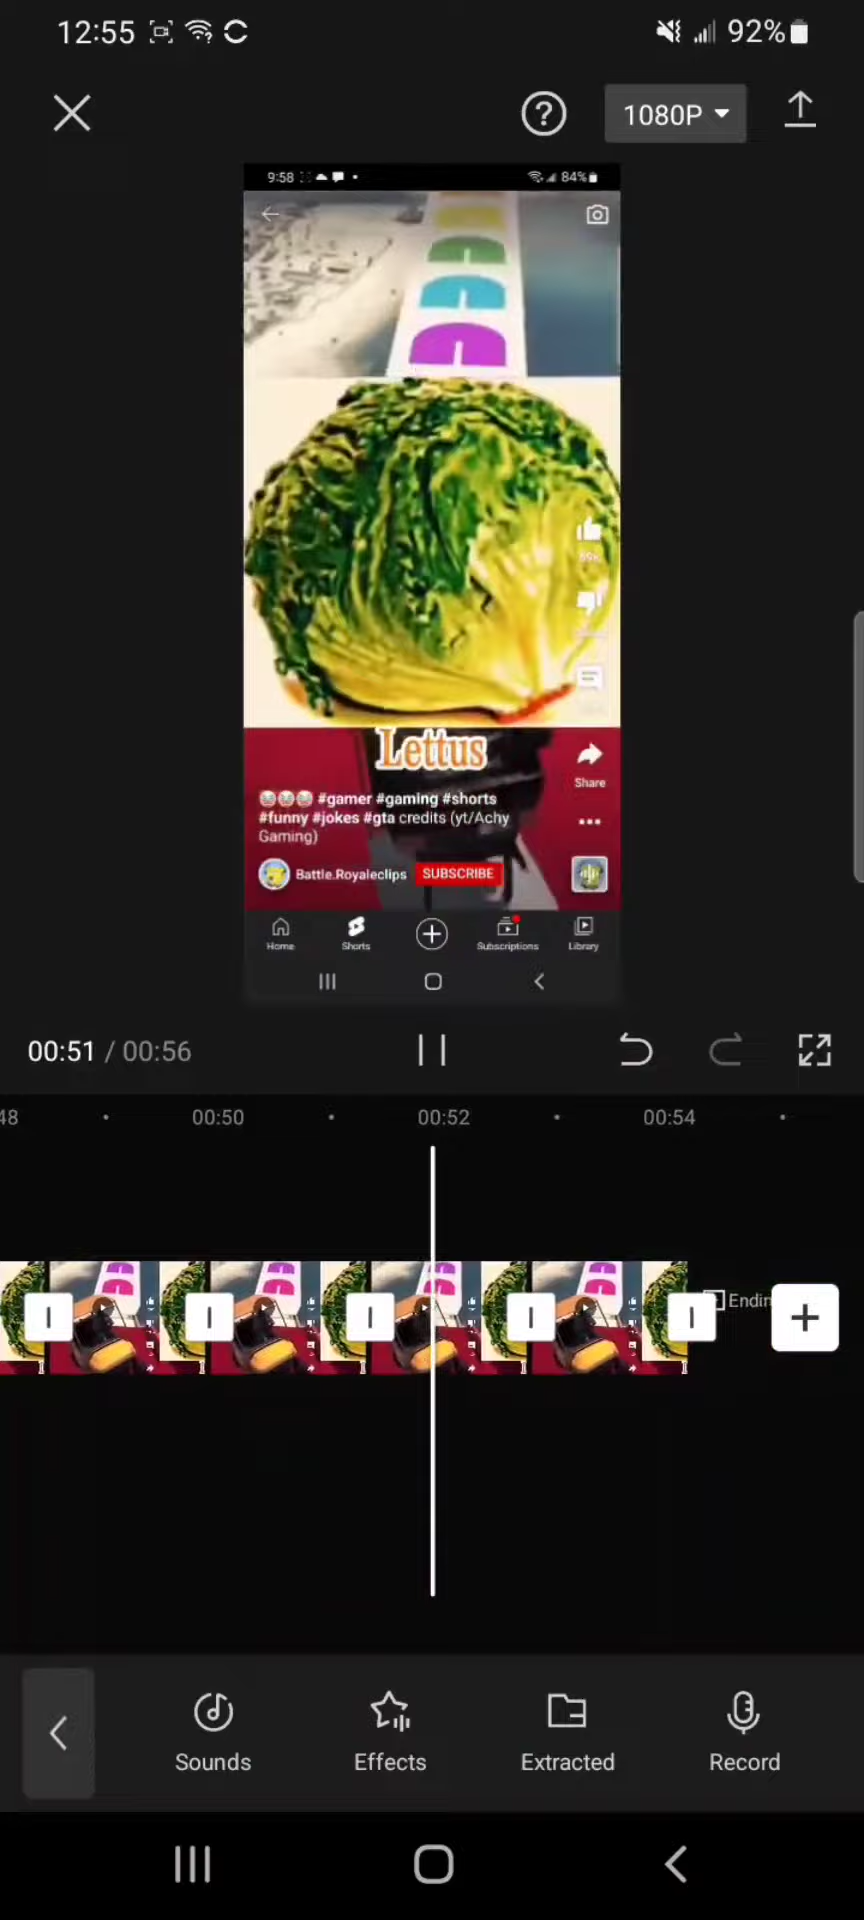 12:55
92%
?
1080P
9:58
84%
Lettus
Share
#gamer #gaming #shorts
#funny #jokes #gta credits (yt/Achy
Gaming)
Battle.Royaleclips SUBSCRIBE
Home Shorts Subscriptions Library
00:51 / 00:56
48 00:50 00:52 00:54
Endin
Sounds Effects Extracted Record